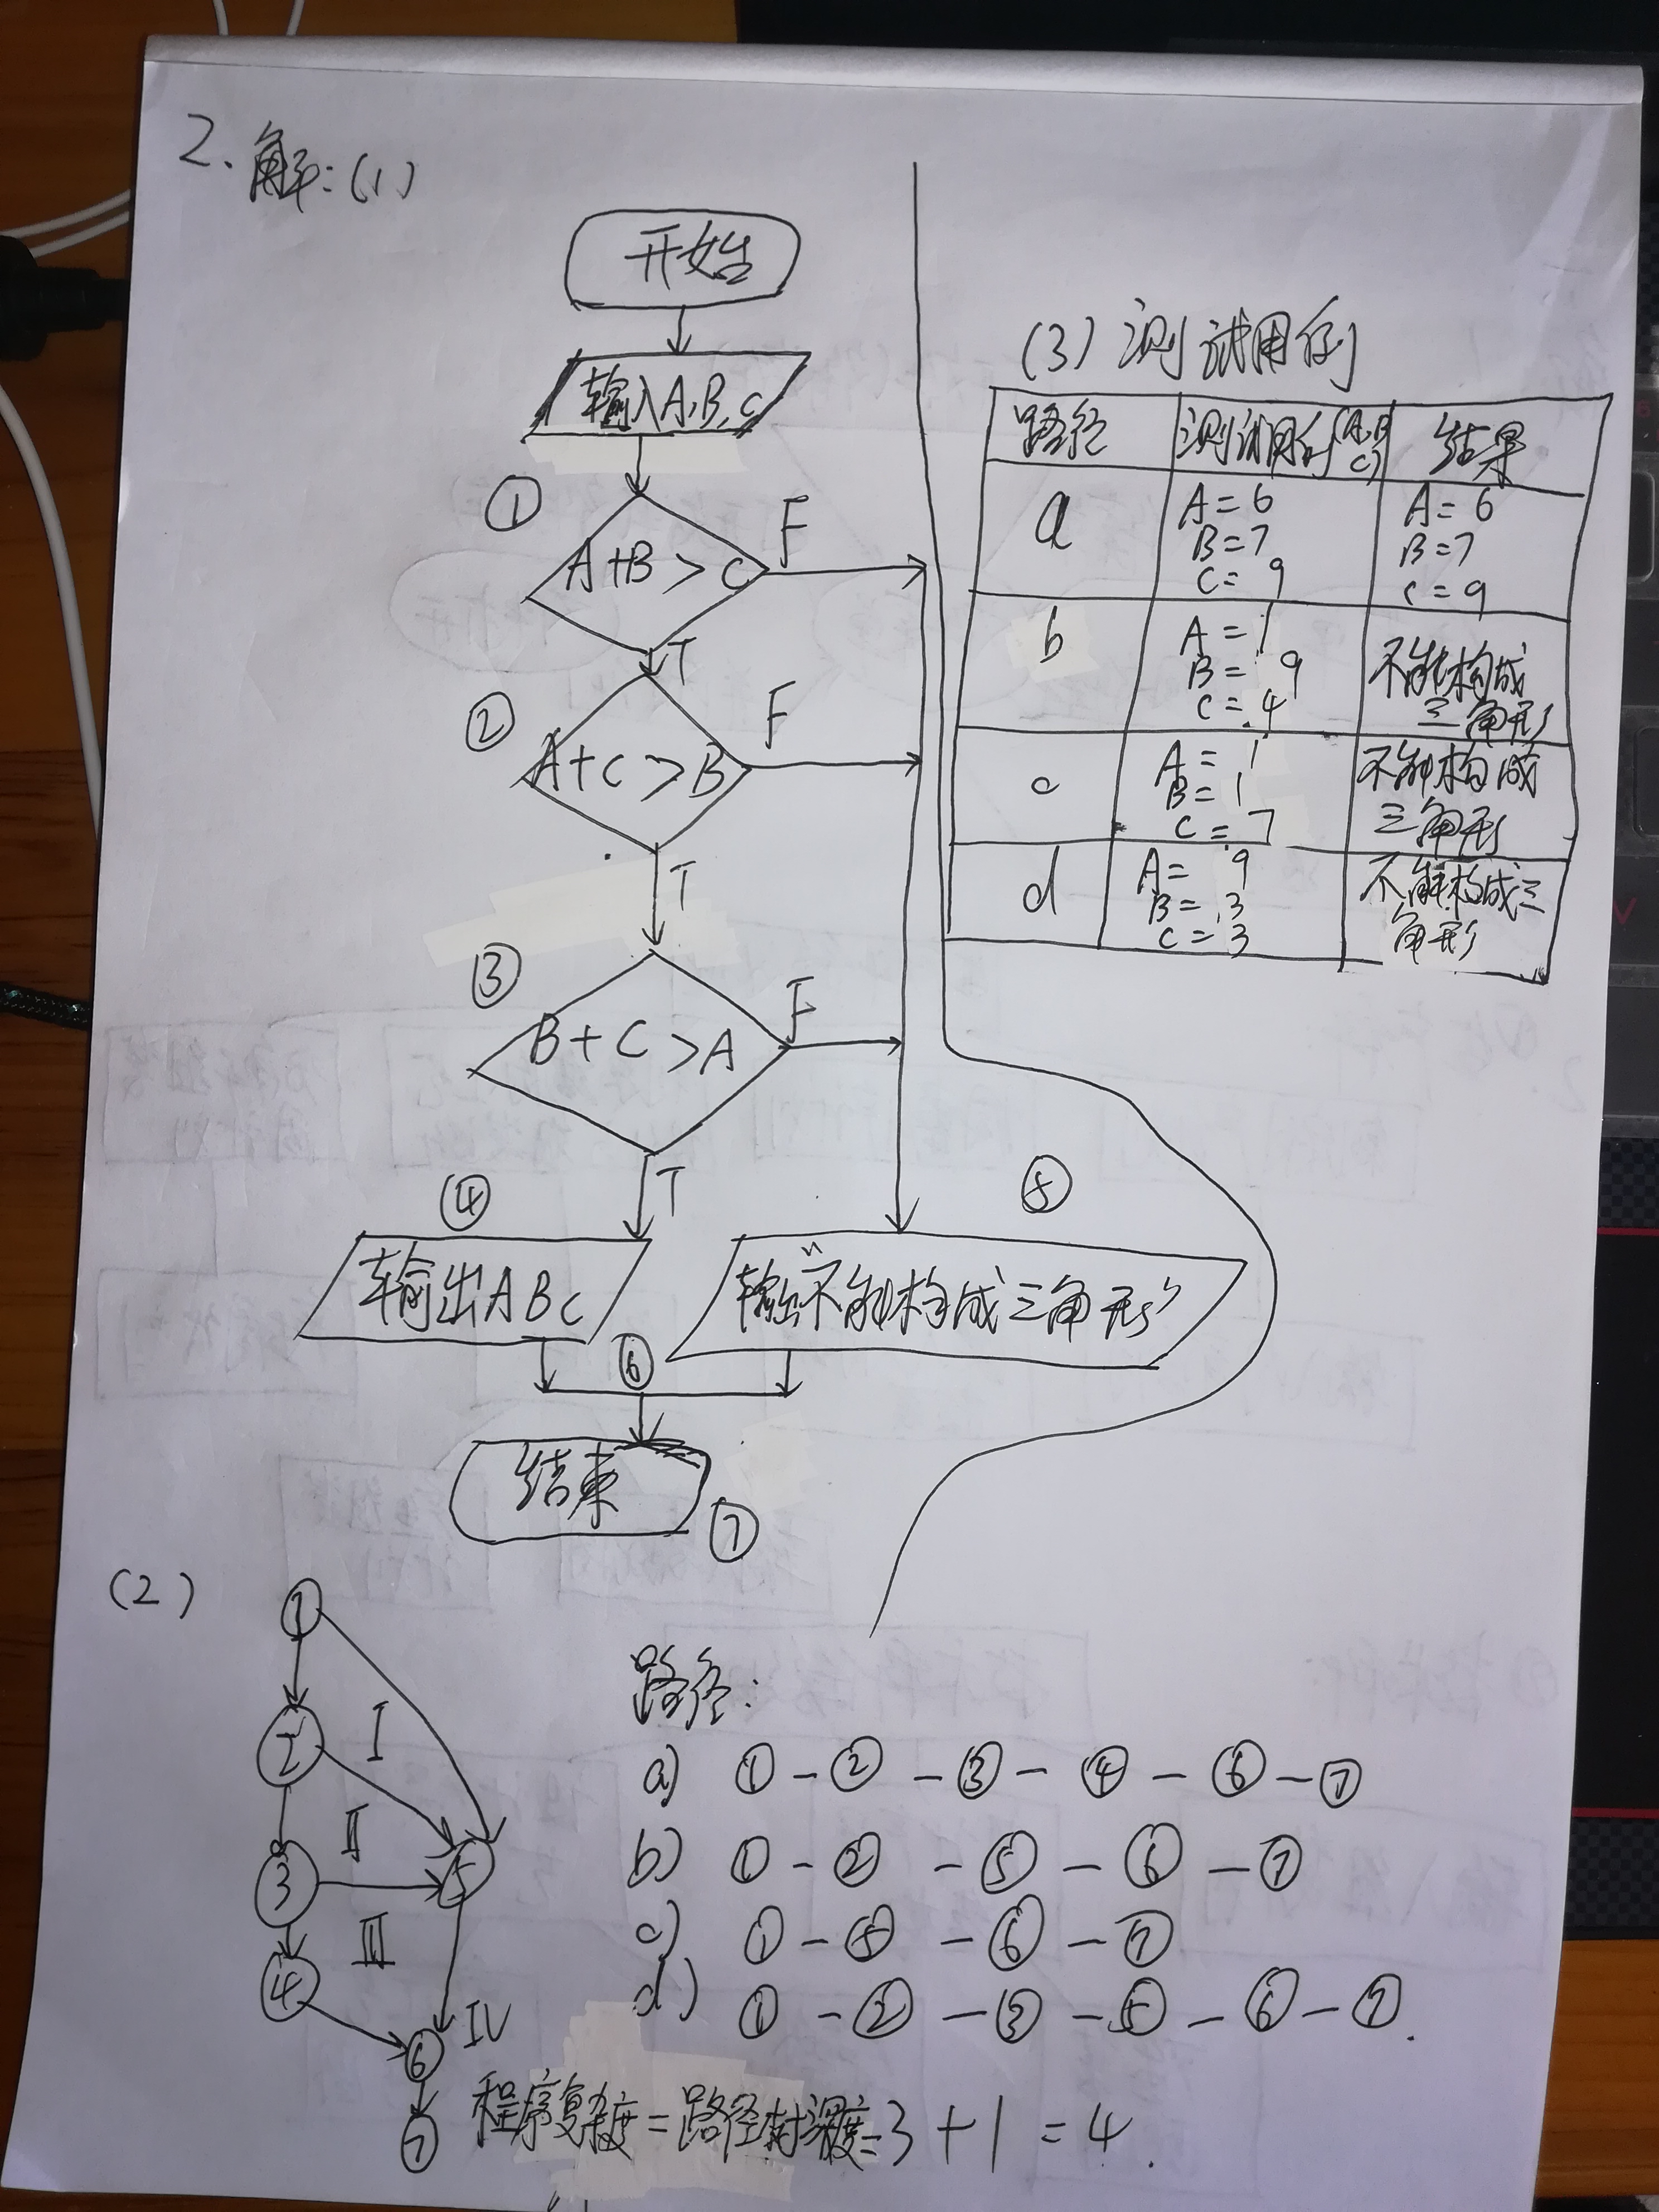 2. 解:(1)
开始
输入A,B,C
①
A+B>C
F
T
②
A+C>B
F
T
③
B+C>A
F
T
④
输出ABC
⑤
输出"不能构成三角形"
⑥
结束
⑦
(3)测试用例
路径 测试用例(A,B,C) 结果
a
A=6
B=7
C=9
A=6
B=7
C=9
b
A=1
B=9
C=4
不能构成
三角形
c
A=1
B=1
C=7
不能构成
三角形
d
A=9
B=3
C=3
不能构成三
角形
(2)
①
②
③
④
⑤
⑥
⑦
I
II
III
IV
路径:
a) ①-②-③-④-⑥-⑦
b) ①-②-⑤-⑥-⑦
c) ①-⑤-⑥-⑦
d) ①-②-③-⑤-⑥-⑦.
程序复杂度=路径 深度=3+1=4.